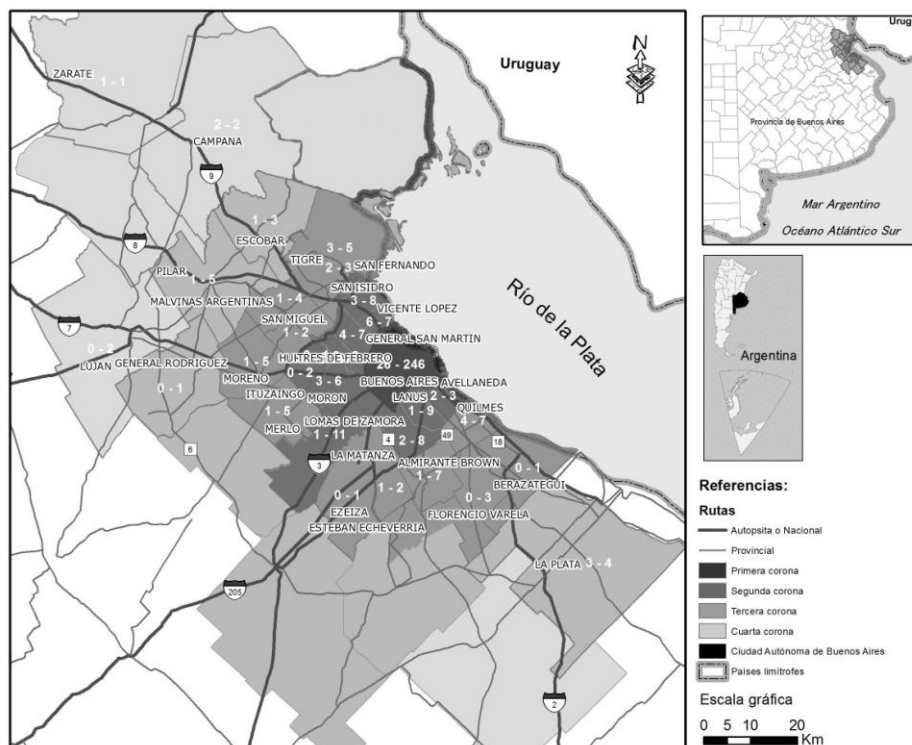 Uruguay
N
ZARATE
1 - 1
2 - 2
CAMPANA
9
8
1 - 3
ESCOBAR
TIGRE
3 - 5
2 - 3
SAN FERNANDO
PILAR
1 - 5
SAN ISIDRO
MALVINAS ARGENTINAS
1 - 4
3 - 8
VICENTE LOPEZ
SAN MIGUEL
6 - 7
7
1 - 2
4 - 7
GENERAL SAN MARTIN
Río de la Plata
0 - 2
LUJAN
GENERAL RODRIGUEZ
1 - 5
TRES DE FEBRERO
26 - 246
0 - 1
MORENO
0 - 2
3 - 6
BUENOS AIRES
AVELLANEDA
ITUZAINGO
MORON
LANUS
2 - 3
1 - 5
1 - 9
QUILMES
MERLO
LOMAS DE ZAMORA
4 - 7
1 - 11
4
2 - 8
49
18
6
LA MATANZA
3
ALMIRANTE BROWN
0 - 1
1 - 7
BERAZATEGUI
0 - 1
1 - 2
0 - 3
EZEIZA
FLORENCIO VARELA
ESTEBAN ECHEVERRIA
LA PLATA
3 - 4
205
2
Urug
Provincia de Buenos Aires
Mar Argentino
Océano Atlántico Sur
Argentina
Referencias:
Rutas
Autopsita o Nacional
Provincial
Primera corona
Segunda corona
Tercera corona
Cuarta corona
Ciudad Autónoma de Buenos Aires
Paises limitrofes
Escala gráfica
0 5 10 20
Km